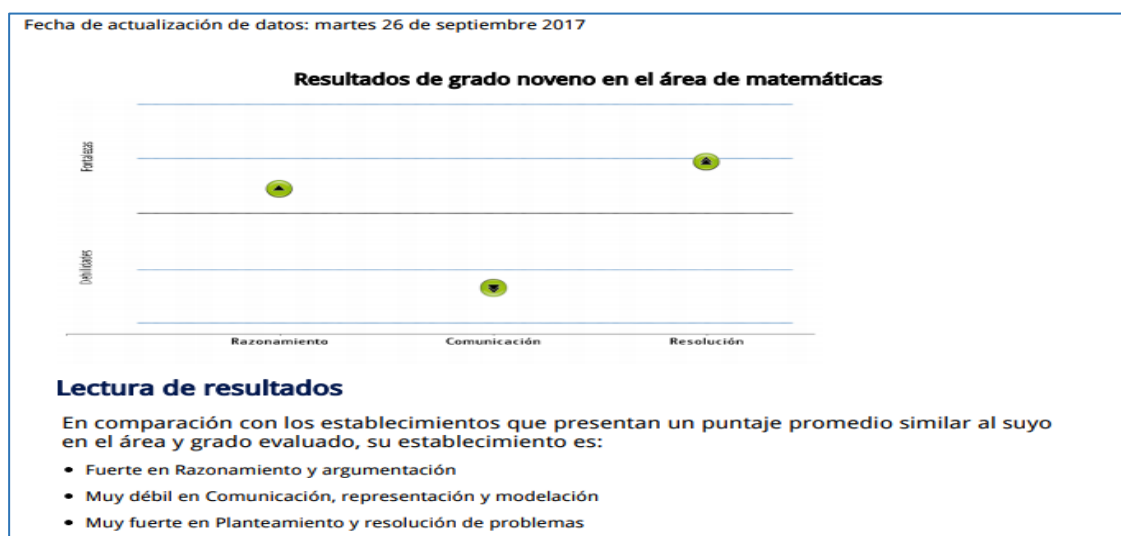 Fecha de actualización de datos: martes 26 de septiembre 2017
Resultados de grado noveno en el área de matemáticas
Fortalezas
Debilidades
Razonamiento Comunicación Resolución
Lectura de resultados
En comparación con los establecimientos que presentan un puntaje promedio similar al suyo
en el área y grado evaluado, su establecimiento es:
• Fuerte en Razonamiento y argumentación
• Muy débil en Comunicación, representación y modelación
• Muy fuerte en Planteamiento y resolución de problemas